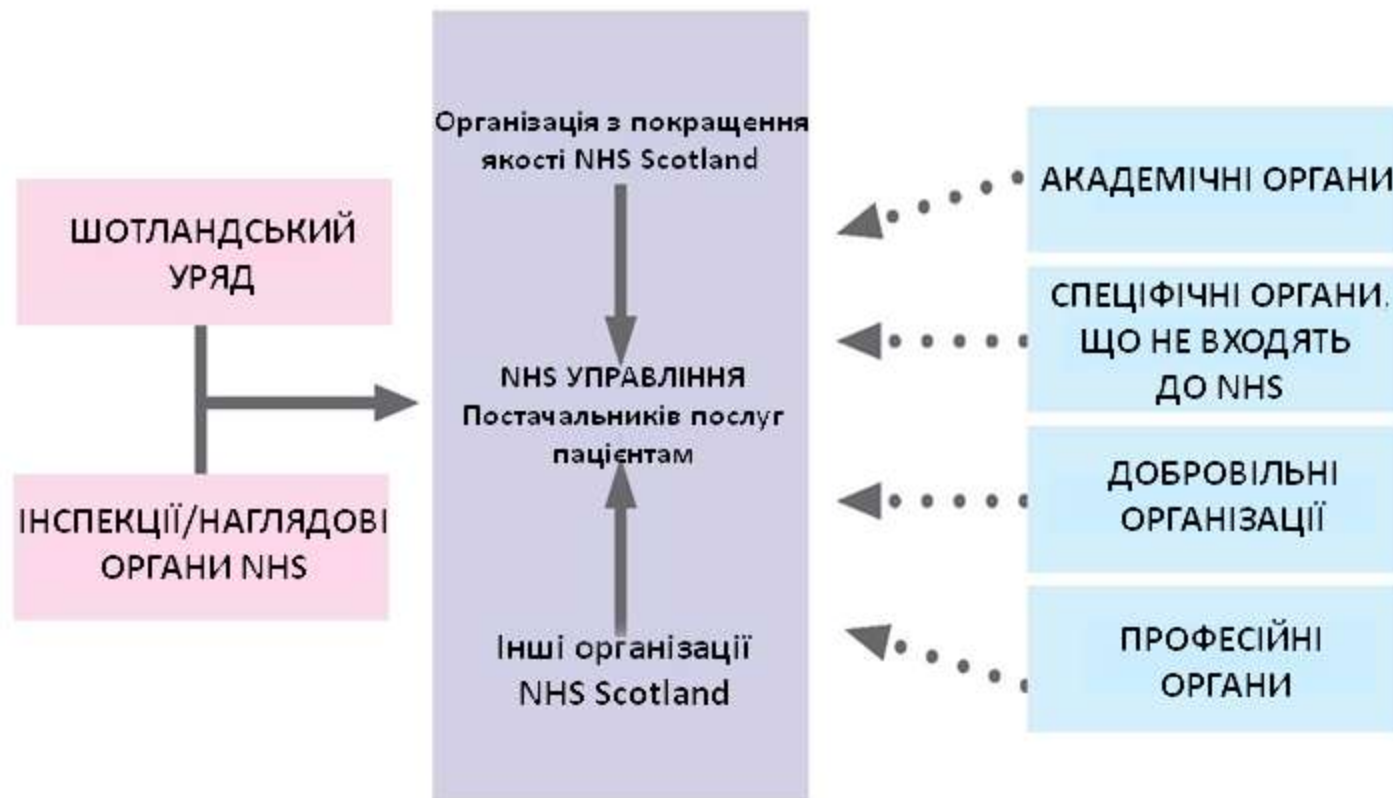 ШОТЛАНДСЬКИЙ
УРЯД
ІНСПЕКЦІЇ/НАГЛЯДОВІ
ОРГАНИ NHS
Організація з покращення
якості NHS Scotland
NHS УПРАВЛІННЯ
Постачальників послуг
пацієнтам
Інші організації
NHS Scotland
АКАДЕМІЧНІ ОРГАНИ
СПЕЦІФІЧНІ ОРГАНИ,
ЩО НЕ ВХОДЯТЬ
ДО NHS
ДОБРОВІЛЬНІ
ОРГАНІЗАЦІЇ
ПРОФЕСІЙНІ
ОРГАНИ